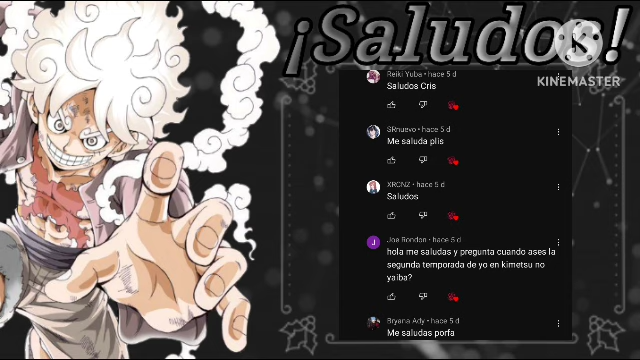 ¡Saludos!
KINEMASTER
Reiki Yuba • hace 5 d
Saludos Cris
SRnuevo • hace 5 d
Me saluda plis
XRCNZ • hace 5 d
Saludos
J
Joe Rondon • hace 5 d
hola me saludas y pregunta cuando ases la
segunda temporada de yo en kimetsu no
yaiba?
Bryana Ady • hace 5 d
Me saludas porfa